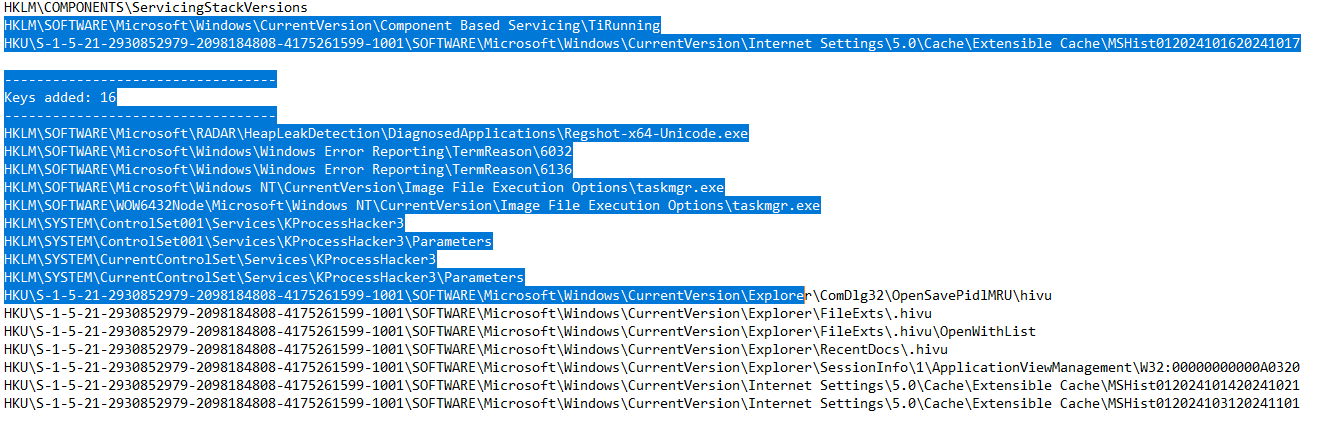 HKLM\COMPONENTS\ServicingStackVersions
HKLM\SOFTWARE\Microsoft\Windows\CurrentVersion\Component Based Servicing\TiRunning
HKU\S-1-5-21-2930852979-2098184808-4175261599-1001\SOFTWARE\Microsoft\Windows\CurrentVersion\Internet Settings\5.0\Cache\Extensible Cache\MSHist012024101620241017
----------------------------------
Keys added: 16
----------------------------------
HKLM\SOFTWARE\Microsoft\RADAR\HeapLeakDetection\DiagnosedApplications\Regshot-x64-Unicode.exe
HKLM\SOFTWARE\Microsoft\Windows\Windows Error Reporting\TermReason\6032
HKLM\SOFTWARE\Microsoft\Windows\Windows Error Reporting\TermReason\6136
HKLM\SOFTWARE\Microsoft\Windows NT\CurrentVersion\Image File Execution Options\taskmgr.exe
HKLM\SOFTWARE\WOW6432Node\Microsoft\Windows NT\CurrentVersion\Image File Execution Options\taskmgr.exe
HKLM\SYSTEM\ControlSet001\Services\KProcessHacker3
HKLM\SYSTEM\ControlSet001\Services\KProcessHacker3\Parameters
HKLM\SYSTEM\CurrentControlSet\Services\KProcessHacker3
HKLM\SYSTEM\CurrentControlSet\Services\KProcessHacker3\Parameters
HKU\S-1-5-21-2930852979-2098184808-4175261599-1001\SOFTWARE\Microsoft\Windows\CurrentVersion\Explorer\ComDlg32\OpenSavePidlMRU\hivu
HKU\S-1-5-21-2930852979-2098184808-4175261599-1001\SOFTWARE\Microsoft\Windows\CurrentVersion\Explorer\FileExts\.hivu
HKU\S-1-5-21-2930852979-2098184808-4175261599-1001\SOFTWARE\Microsoft\Windows\CurrentVersion\Explorer\FileExts\.hivu\OpenWithList
HKU\S-1-5-21-2930852979-2098184808-4175261599-1001\SOFTWARE\Microsoft\Windows\CurrentVersion\Explorer\RecentDocs\.hivu
HKU\S-1-5-21-2930852979-2098184808-4175261599-1001\SOFTWARE\Microsoft\Windows\CurrentVersion\Explorer\SessionInfo\1\ApplicationViewManagement\W32:00000000000A0320
HKU\S-1-5-21-2930852979-2098184808-4175261599-1001\SOFTWARE\Microsoft\Windows\CurrentVersion\Internet Settings\5.0\Cache\Extensible Cache\MSHist012024101420241021
HKU\S-1-5-21-2930852979-2098184808-4175261599-1001\SOFTWARE\Microsoft\Windows\CurrentVersion\Internet Settings\5.0\Cache\Extensible Cache\MSHist012024103120241101